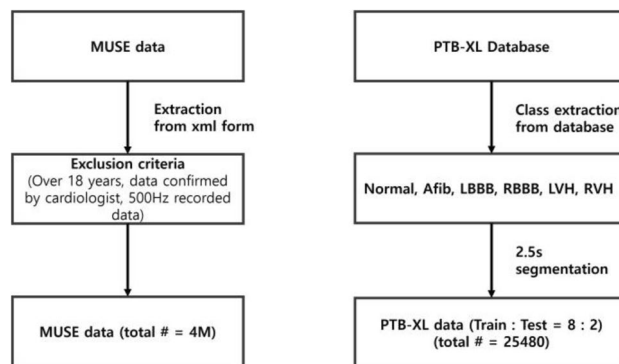 MUSE data
Extraction
from xml form
Exclusion criteria
(Over 18 years, data confirmed
by cardiologist, 500Hz recorded
data)
MUSE data (total # = 4M)
PTB-XL Database
Class extraction
from database
Normal, Afib, LBBB, RBBB, LVH, RVH
2.5s
segmentation
PTB-XL data (Train : Test = 8 : 2)
(total # = 25480)